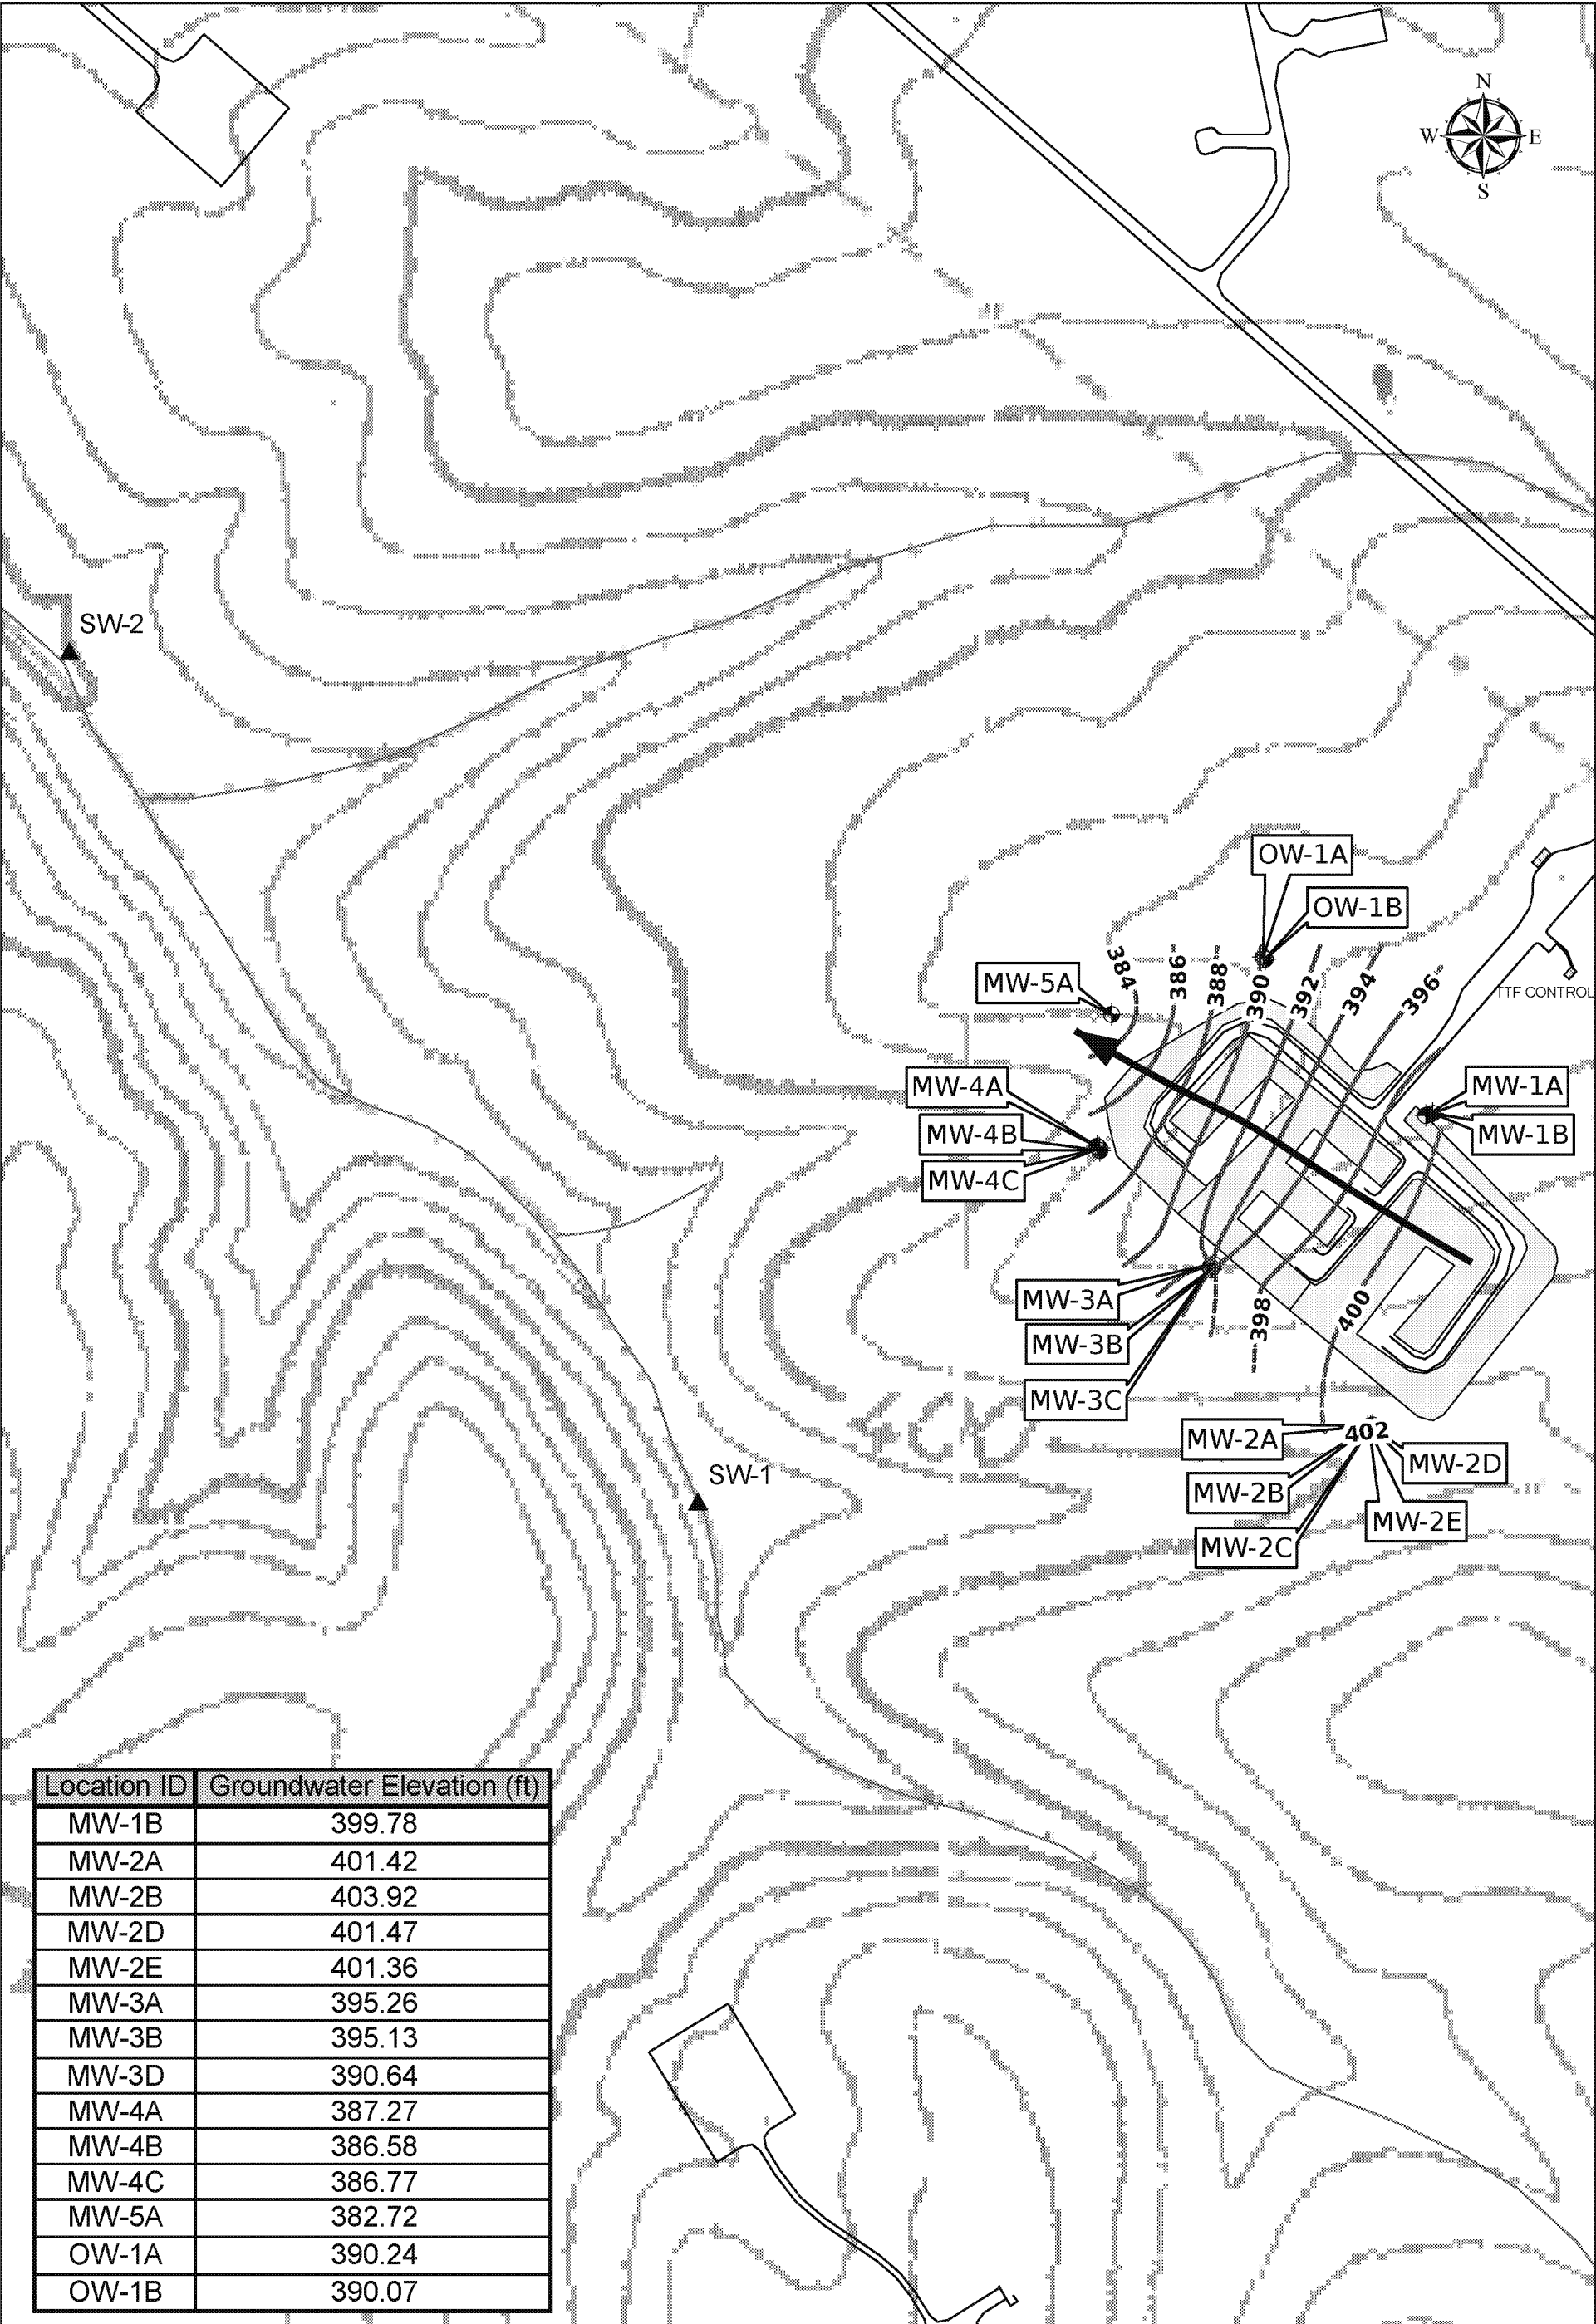 N
W E
S
SW-2
OW-1A
OW-1B
MW-5A
384
386
388
390
392
394
396
TTF CONTROL
MW-4A
MW-4B
MW-4C
MW-1A
MW-1B
MW-3A
MW-3B
MW-3C
398
400
402
MW-2A
MW-2B
MW-2C
MW-2D
MW-2E
SW-1
Location ID Groundwater Elevation (ft)
MW-1B 399.78
MW-2A 401.42
MW-2B 403.92
MW-2D 401.47
MW-2E 401.36
MW-3A 395.26
MW-3B 395.13
MW-3D 390.64
MW-4A 387.27
MW-4B 386.58
MW-4C 386.77
MW-5A 382.72
OW-1A 390.24
OW-1B 390.07